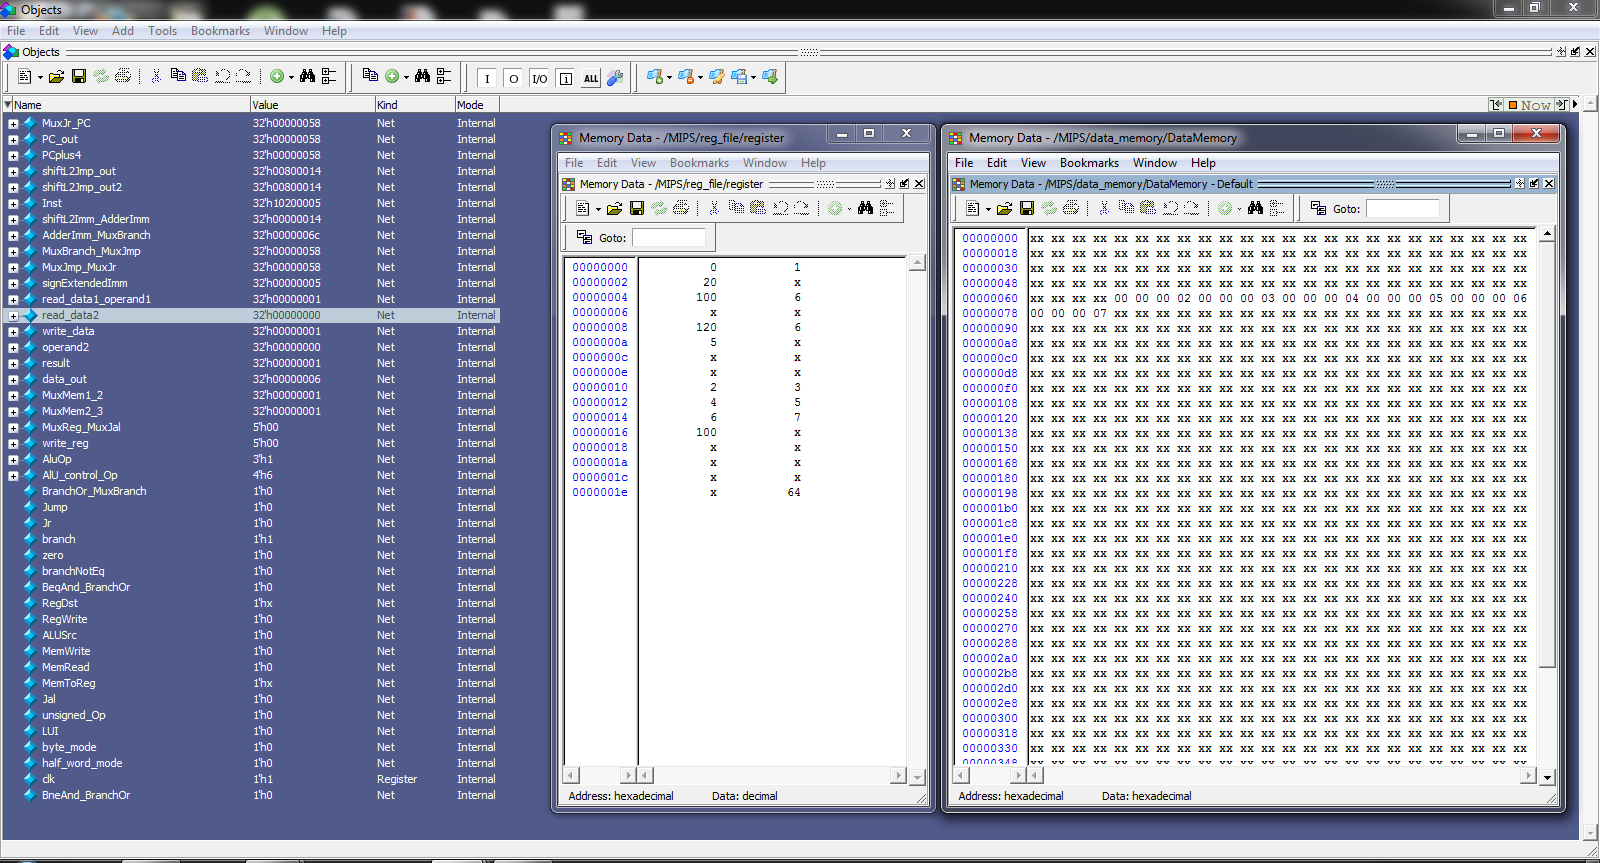 Objects
File Edit View Add Tools Bookmarks Window Help
Objects
I O I/O i ALL
Name Value Kind Mode
Now
MuxJr_PC 32'h00000058 Net Internal
PC_out 32'h00000058 Net Internal
PCplus4 32'h00000058 Net Internal
shiftL2Jmp_out 32'h00800014 Net Internal
shiftL2Jmp_out2 32'h00800014 Net Internal
Inst 32'h10200005 Net Internal
shiftL2Imm_AdderImm 32'h00000014 Net Internal
AdderImm_MuxBranch 32'h0000006c Net Internal
MuxBranch_MuxJmp 32'h00000058 Net Internal
MuxJmp_MuxJr 32'h00000058 Net Internal
signExtendedImm 32'h00000005 Net Internal
read_data1_operand1 32'h00000001 Net Internal
read_data2 32'h00000000 Net Internal
write_data 32'h00000001 Net Internal
operand2 32'h00000000 Net Internal
result 32'h00000001 Net Internal
data_out 32'h00000006 Net Internal
MuxMem1_2 32'h00000001 Net Internal
MuxMem2_3 32'h00000001 Net Internal
MuxReg_MuxJal 5'h00 Net Internal
write_reg 5'h00 Net Internal
AluOp 3'h1 Net Internal
AlU_control_Op 4'h6 Net Internal
BranchOr_MuxBranch 1'h0 Net Internal
Jump 1'h0 Net Internal
Jr 1'h0 Net Internal
branch 1'h1 Net Internal
zero 1'h0 Net Internal
branchNotEq 1'h0 Net Internal
BeqAnd_BranchOr 1'h0 Net Internal
RegDst 1'hx Net Internal
RegWrite 1'h0 Net Internal
ALUSrc 1'h0 Net Internal
MemWrite 1'h0 Net Internal
MemRead 1'h0 Net Internal
MemToReg 1'hx Net Internal
Jal 1'h0 Net Internal
unsigned_Op 1'h0 Net Internal
LUI 1'h0 Net Internal
byte_mode 1'h0 Net Internal
half_word_mode 1'h0 Net Internal
clk 1'h1 Register Internal
BneAnd_BranchOr 1'h0 Net Internal
Memory Data - /MIPS/reg_file/register
File Edit View Bookmarks Window Help
Memory Data - /MIPS/reg_file/register
Goto:
00000000 0 1
00000002 20 x
00000004 100 6
00000006 x x
00000008 120 6
0000000a 5 x
0000000c x x
0000000e x x
00000010 2 3
00000012 4 5
00000014 6 7
00000016 100 x
00000018 x x
0000001a x x
0000001c x x
0000001e x 64
Address: hexadecimal Data: decimal
Memory Data - /MIPS/data_memory/DataMemory
File Edit View Bookmarks Window Help
Memory Data - /MIPS/data_memory/DataMemory - Default
Goto:
00000000 xx xx xx xx xx xx xx xx xx xx xx xx xx xx xx xx xx xx xx xx xx xx xx xx
00000018 xx xx xx xx xx xx xx xx xx xx xx xx xx xx xx xx xx xx xx xx xx xx xx xx
00000030 xx xx xx xx xx xx xx xx xx xx xx xx xx xx xx xx xx xx xx xx xx xx xx xx
00000048 xx xx xx xx xx xx xx xx xx xx xx xx xx xx xx xx xx xx xx xx xx xx xx xx
00000060 xx xx xx xx 00 00 00 02 00 00 00 03 00 00 00 04 00 00 00 05 00 00 00 06
00000078 00 00 00 07 xx xx xx xx xx xx xx xx xx xx xx xx xx xx xx xx xx xx xx xx
00000090 xx xx xx xx xx xx xx xx xx xx xx xx xx xx xx xx xx xx xx xx xx xx xx xx
000000a8 xx xx xx xx xx xx xx xx xx xx xx xx xx xx xx xx xx xx xx xx xx xx xx xx
000000c0 xx xx xx xx xx xx xx xx xx xx xx xx xx xx xx xx xx xx xx xx xx xx xx xx
000000d8 xx xx xx xx xx xx xx xx xx xx xx xx xx xx xx xx xx xx xx xx xx xx xx xx
000000f0 xx xx xx xx xx xx xx xx xx xx xx xx xx xx xx xx xx xx xx xx xx xx xx xx
00000108 xx xx xx xx xx xx xx xx xx xx xx xx xx xx xx xx xx xx xx xx xx xx xx xx
00000120 xx xx xx xx xx xx xx xx xx xx xx xx xx xx xx xx xx xx xx xx xx xx xx xx
00000138 xx xx xx xx xx xx xx xx xx xx xx xx xx xx xx xx xx xx xx xx xx xx xx xx
00000150 xx xx xx xx xx xx xx xx xx xx xx xx xx xx xx xx xx xx xx xx xx xx xx xx
00000168 xx xx xx xx xx xx xx xx xx xx xx xx xx xx xx xx xx xx xx xx xx xx xx xx
00000180 xx xx xx xx xx xx xx xx xx xx xx xx xx xx xx xx xx xx xx xx xx xx xx xx
00000198 xx xx xx xx xx xx xx xx xx xx xx xx xx xx xx xx xx xx xx xx xx xx xx xx
000001b0 xx xx xx xx xx xx xx xx xx xx xx xx xx xx xx xx xx xx xx xx xx xx xx xx
000001c8 xx xx xx xx xx xx xx xx xx xx xx xx xx xx xx xx xx xx xx xx xx xx xx xx
000001e0 xx xx xx xx xx xx xx xx xx xx xx xx xx xx xx xx xx xx xx xx xx xx xx xx
000001f8 xx xx xx xx xx xx xx xx xx xx xx xx xx xx xx xx xx xx xx xx xx xx xx xx
00000210 xx xx xx xx xx xx xx xx xx xx xx xx xx xx xx xx xx xx xx xx xx xx xx xx
00000228 xx xx xx xx xx xx xx xx xx xx xx xx xx xx xx xx xx xx xx xx xx xx xx xx
00000240 xx xx xx xx xx xx xx xx xx xx xx xx xx xx xx xx xx xx xx xx xx xx xx xx
00000258 xx xx xx xx xx xx xx xx xx xx xx xx xx xx xx xx xx xx xx xx xx xx xx xx
00000270 xx xx xx xx xx xx xx xx xx xx xx xx xx xx xx xx xx xx xx xx xx xx xx xx
00000288 xx xx xx xx xx xx xx xx xx xx xx xx xx xx xx xx xx xx xx xx xx xx xx xx
000002a0 xx xx xx xx xx xx xx xx xx xx xx xx xx xx xx xx xx xx xx xx xx xx xx xx
000002b8 xx xx xx xx xx xx xx xx xx xx xx xx xx xx xx xx xx xx xx xx xx xx xx xx
000002d0 xx xx xx xx xx xx xx xx xx xx xx xx xx xx xx xx xx xx xx xx xx xx xx xx
000002e8 xx xx xx xx xx xx xx xx xx xx xx xx xx xx xx xx xx xx xx xx xx xx xx xx
00000300 xx xx xx xx xx xx xx xx xx xx xx xx xx xx xx xx xx xx xx xx xx xx xx xx
00000318 xx xx xx xx xx xx xx xx xx xx xx xx xx xx xx xx xx xx xx xx xx xx xx xx
00000330 xx xx xx xx xx xx xx xx xx xx xx xx xx xx xx xx xx xx xx xx xx xx xx xx
00000348 xx xx xx xx xx xx xx xx xx xx xx xx xx xx xx xx xx xx xx xx xx xx xx xx
Address: hexadecimal Data: hexadecimal